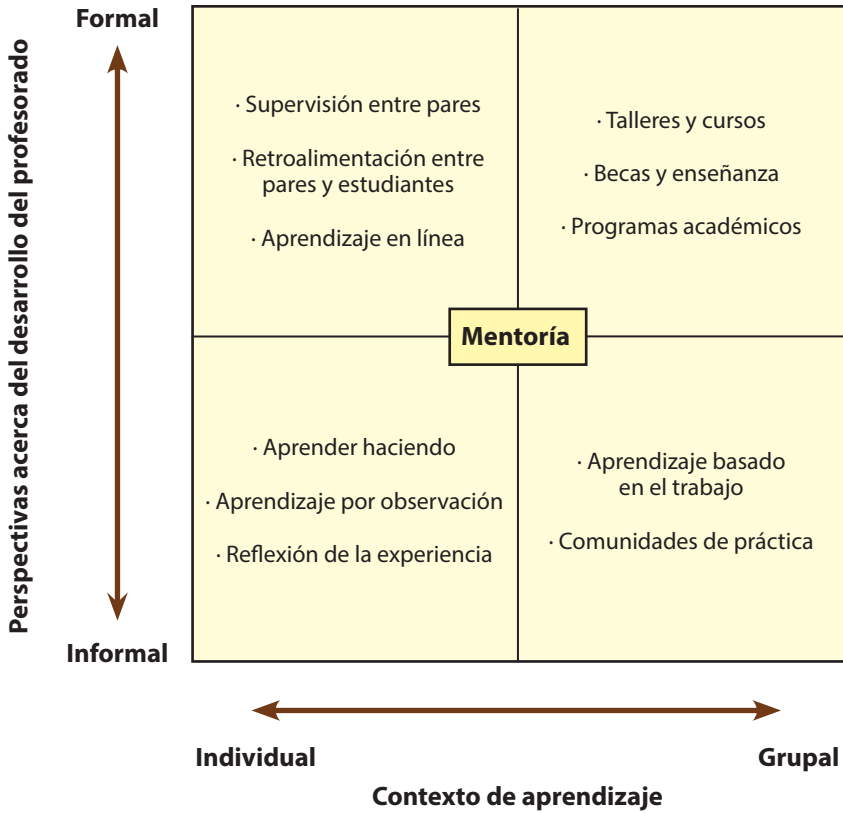 Formal
Perspectivas acerca del desarrollo del profesorado
· Supervisión entre pares
· Retroalimentación entre
pares y estudiantes
· Aprendizaje en línea
· Talleres y cursos
· Becas y enseñanza
· Programas académicos
Mentoría
· Aprender haciendo
· Aprendizaje por observación
· Reflexión de la experiencia
· Aprendizaje basado
en el trabajo
· Comunidades de práctica
Informal
Individual
Grupal
Contexto de aprendizaje